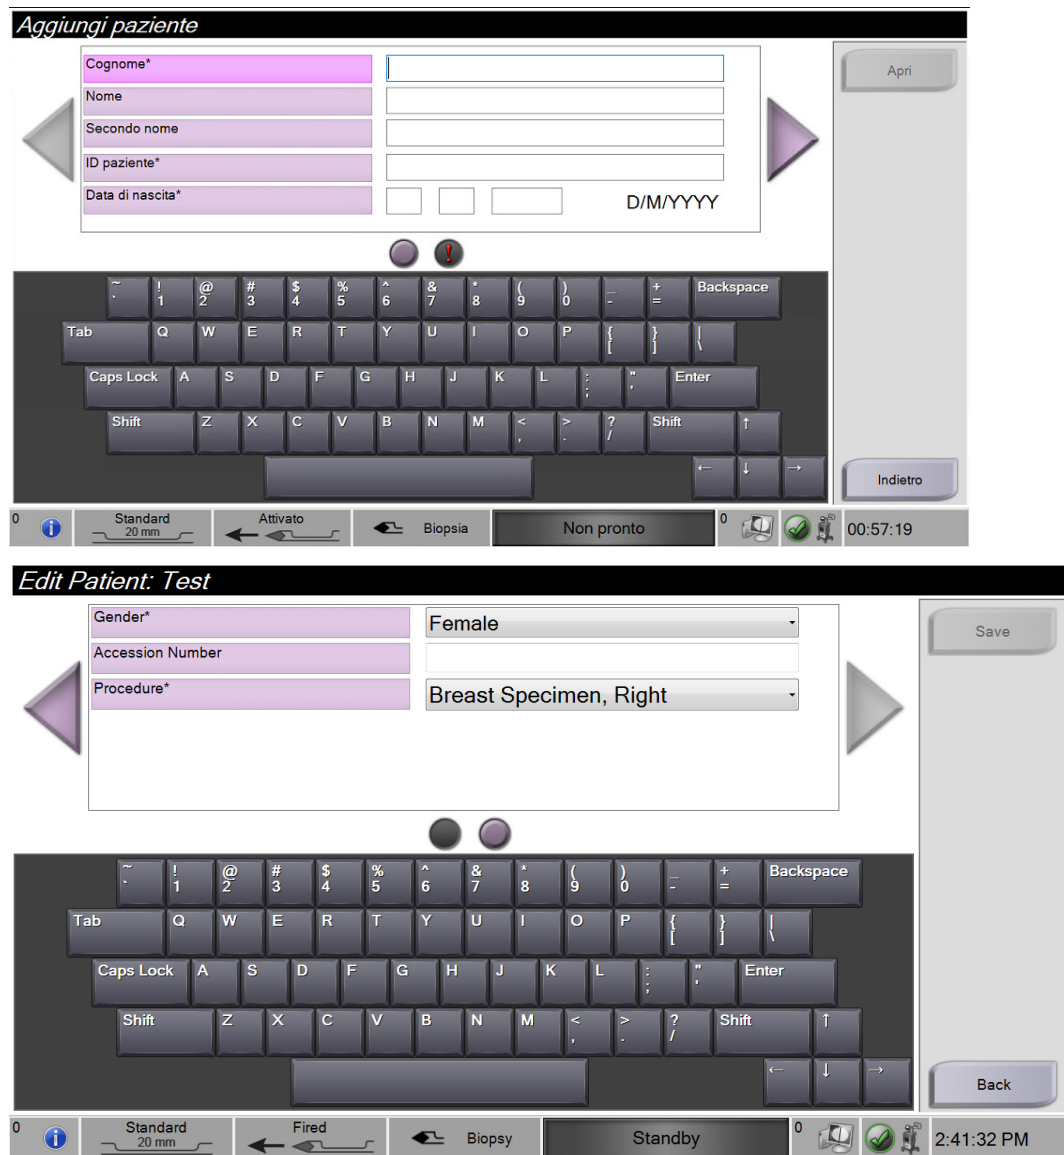 Aggiungi paziente
Cognome*
Nome
Secondo nome
ID paziente*
Data di nascita*
D/M/YYYY
Apri
! 
~ ! @ # $ % ^ & * ( ) _ + Backspace
` 1 2 3 4 5 6 7 8 9 0 - =
Tab Q W E R T Y U I O P { } |
[ ] \
Caps Lock A S D F G H J K L : " Enter
; '
Shift Z X C V B N M < > ? Shift ↑
, . /
← ↓ →
Indietro
0 i Standard Attivato Biopsia Non pronto 0 00:57:19
20 mm
Edit Patient: Test
Gender* Female
Accession Number
Procedure* Breast Specimen, Right
Save
~ ! @ # $ % ^ & * ( ) _ + Backspace
` 1 2 3 4 5 6 7 8 9 0 - =
Tab Q W E R T Y U I O P { } |
[ ] \
Caps Lock A S D F G H J K L : " Enter
; '
Shift Z X C V B N M < > ? Shift ↑
, . /
← ↓ →
Back
0 i Standard Fired Biopsy Standby 0 2:41:32 PM
20 mm